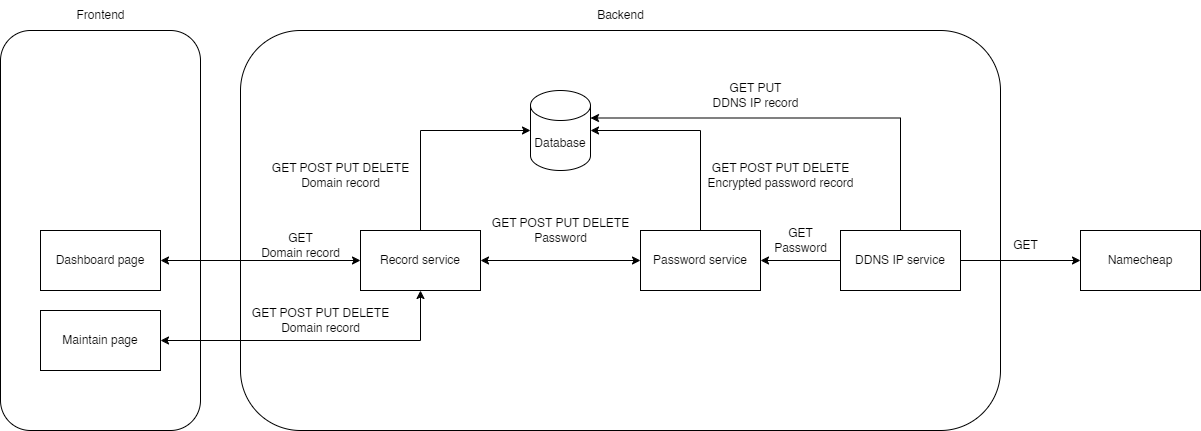 Frontend
Backend
GET PUT
DDNS IP record
Database
GET POST PUT DELETE
Domain record
GET POST PUT DELETE
Encrypted password record
GET POST PUT DELETE
Password
GET
Domain record
GET
Password
GET
Dashboard page
Record service
Password service
DDNS IP service
Namecheap
GET POST PUT DELETE
Domain record
Maintain page